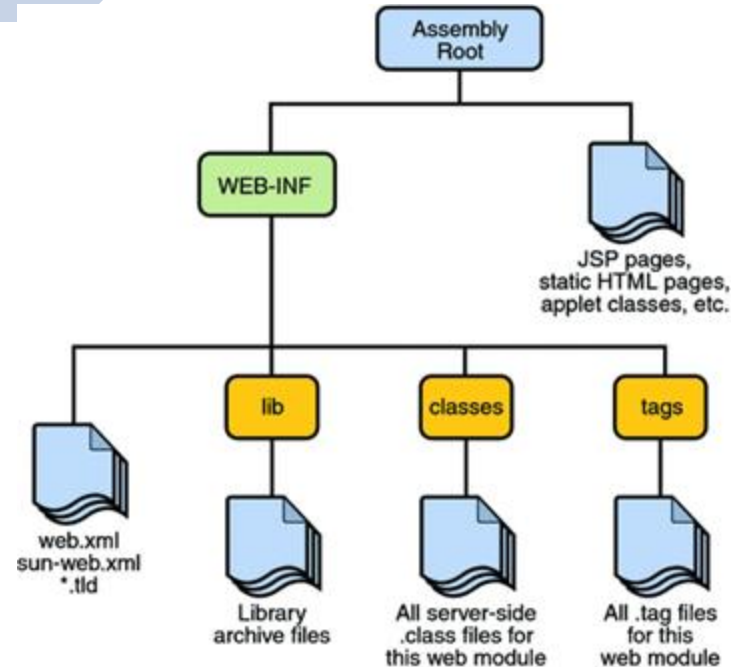 Assembly
Root
WEB-INF
JSP pages,
static HTML pages,
applet classes, etc.
lib
classes
tags
web.xml
sun-web.xml
*.tld
Library
archive files
All server-side
.class files for
this web module
All .tag files
for this
web module